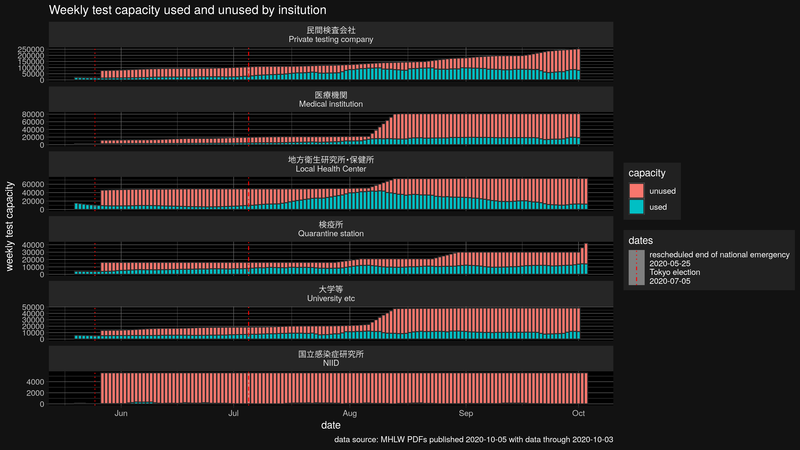 Weekly test capacity used and unused by insitution
民間検査会社
Private testing company
250000
200000
150000
100000
50000
0
医療機関
Medical institution
80000
60000
40000
20000
0
地方衛生研究所・保健所
Local Health Center
60000
40000
20000
0
検疫所
Quarantine station
40000
30000
20000
10000
0
大学等
University etc
50000
40000
30000
20000
10000
0
国立感染症研究所
NIID
4000
2000
0
weekly test capacity
Jun
Jul
Aug
Sep
Oct
date
capacity
unused
used
dates
rescheduled end of national emergency
2020-05-25
Tokyo election
2020-07-05
data source: MHLW PDFs published 2020-10-05 with data through 2020-10-03